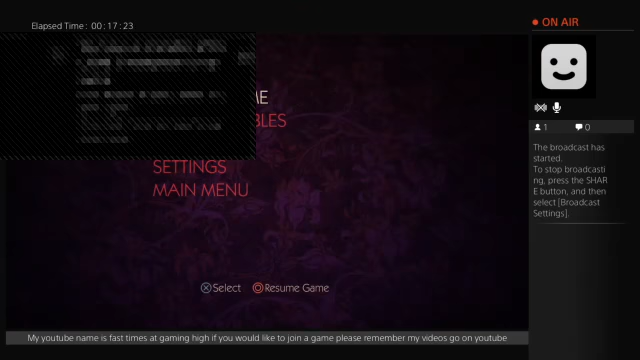 Elapsed Time: 00:17:23
ON AIR
SETTINGS
MAIN MENU
Select
Resume Game
1
0
The broadcast has
started.
To stop broadcasti
ng, press the SHAR
E button, and then
select [Broadcast
Settings].
My youtube name is fast times at gaming high if you would like to join a game please remember my videos go on youtube